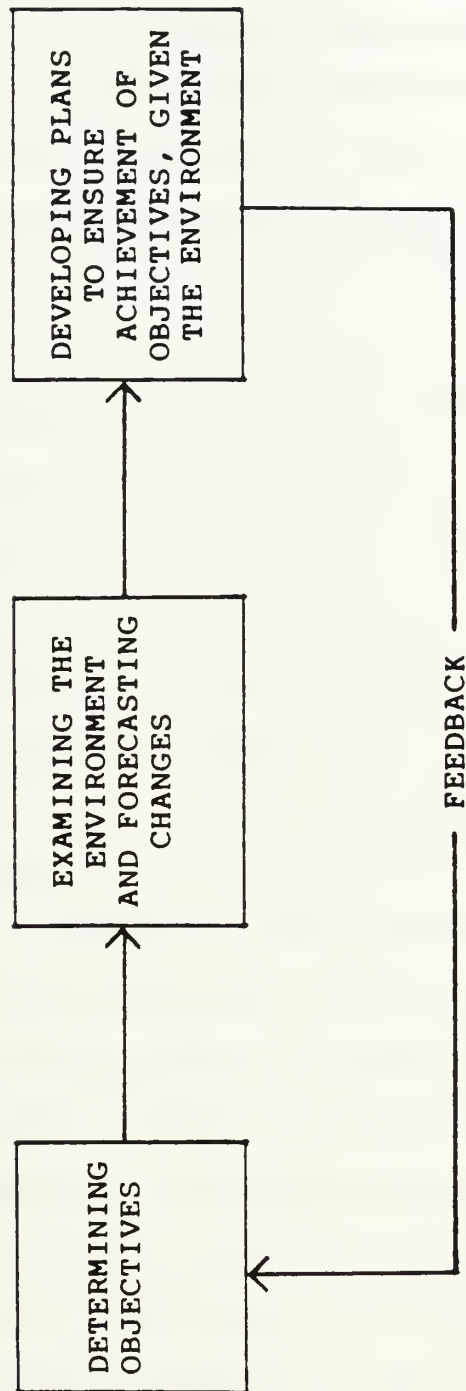 DETERMINING
OBJECTIVES
EXAMINING THE
ENVIRONMENT
AND FORECASTING
CHANGES
DEVELOPING PLANS
TO ENSURE
ACHIEVEMENT OF
OBJECTIVES, GIVEN
THE ENVIRONMENT
FEEDBACK